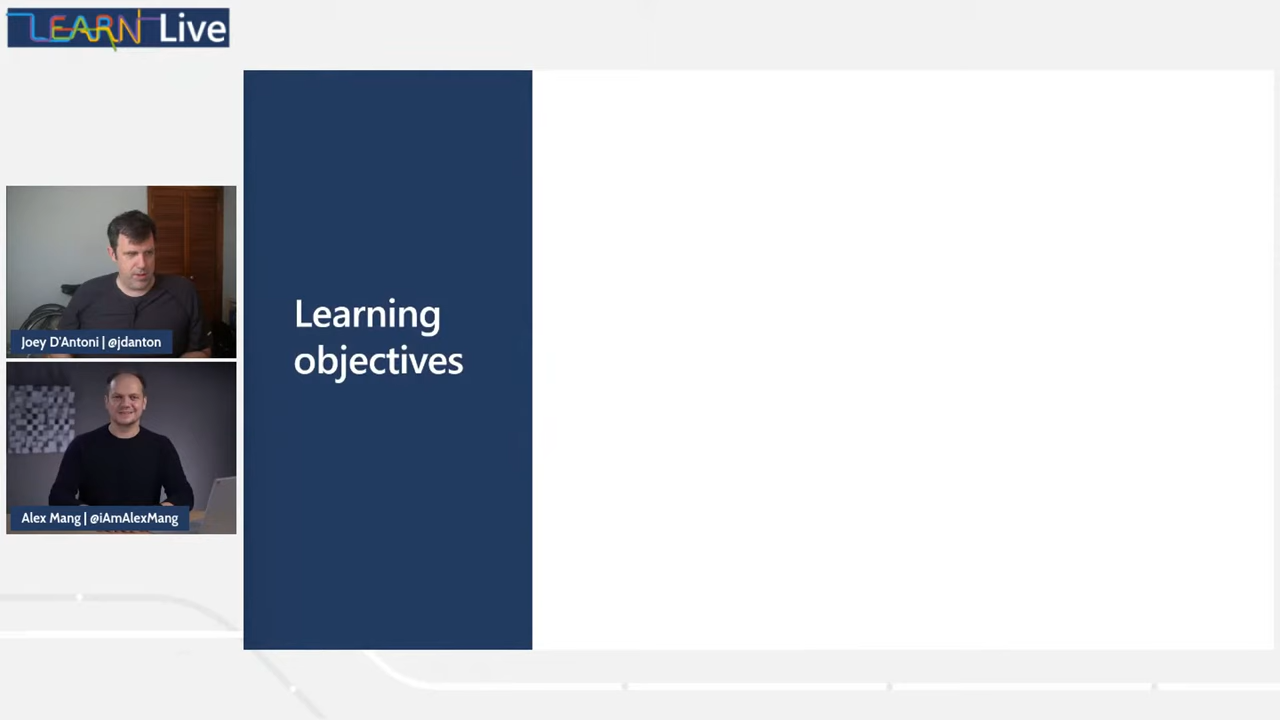 LEARN Live
Joey D'Antoni | @jdanton
Alex Mang | @iAmAlexMang
Learning
objectives